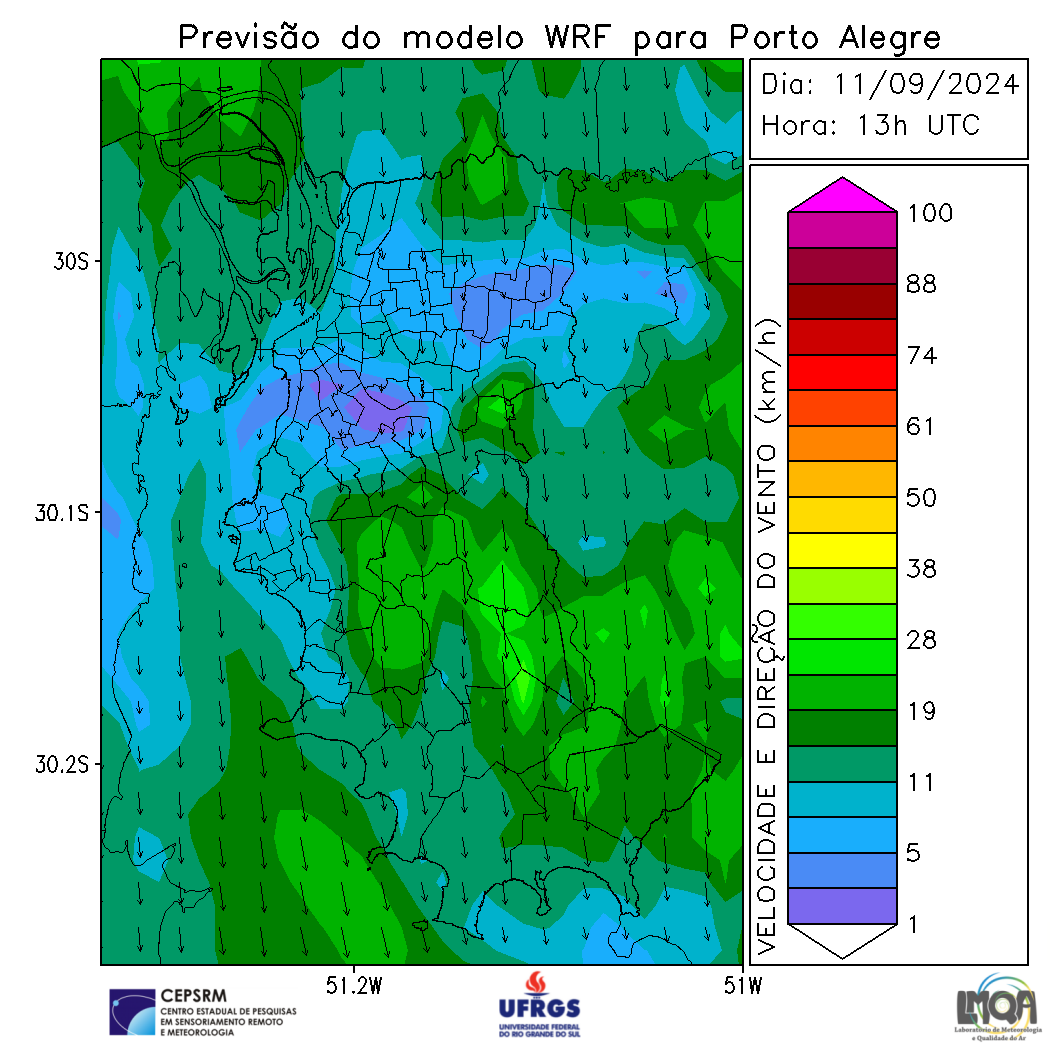 Previsão do modelo WRF para Porto Alegre
Dia: 11/09/2024
Hora: 13h UTC
30S
30.1S
30.2S
51.2W
51W
VELOCIDADE E DIREÇÃO DO VENTO (km/h)
100
88
74
61
50
38
28
19
11
5
1
CEPSRM
CENTRO ESTADUAL DE PESQUISAS
EM SENSORIAMENTO REMOTO
E METEOROLOGIA
UFRGS
UNIVERSIDADE FEDERAL
DO RIO GRANDE DO SUL
LMQA
Laboratório de Meteorologia
e Qualidade do Ar